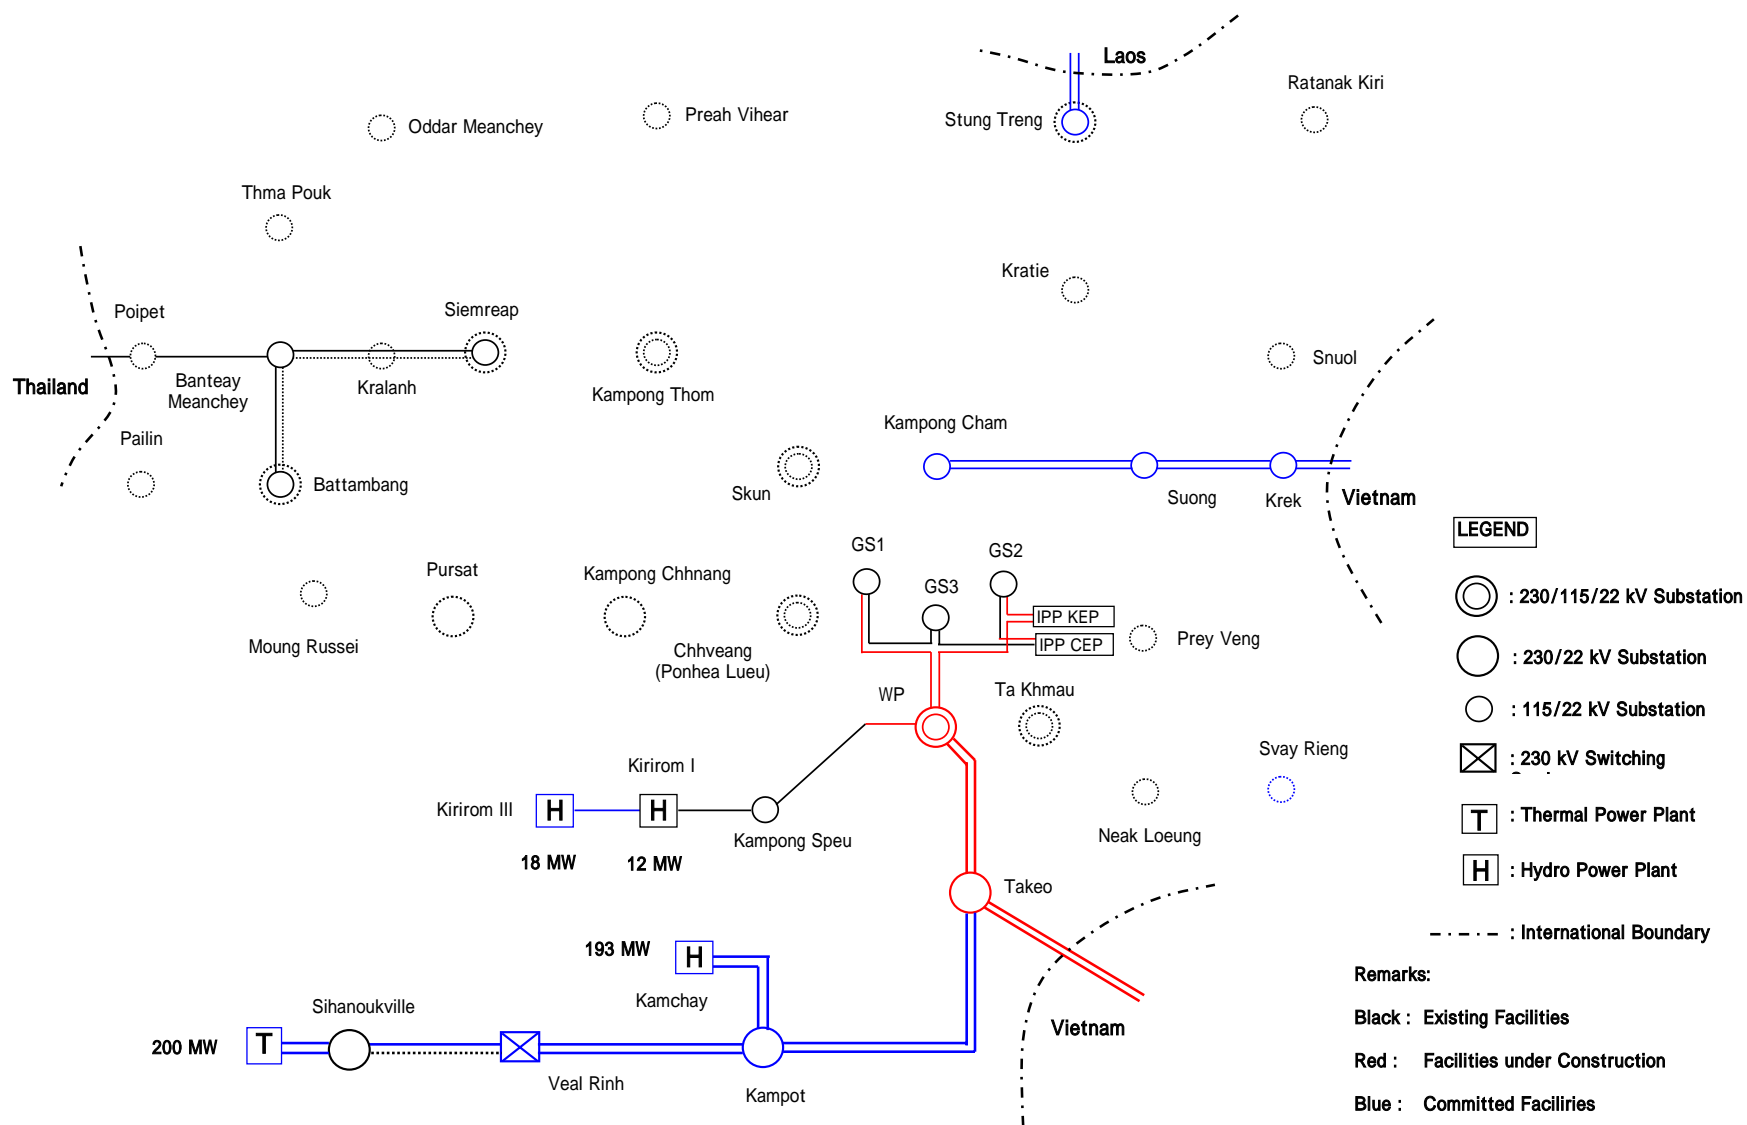 Laos
Ratanak Kiri
Preah Vihear
Stung Treng
Oddar Meanchey
Thma Pouk
Kratie
Poipet
Siemreap
Snuol
Thailand
Banteay
Meanchey
Kralanh
Kampong Thom
Kampong Cham
Pailin
Battambang
Skun
Suong
Krek
Vietnam
LEGEND
GS1
GS2
GS3
Pursat
Kampong Chhnang
: 230/115/22 kV Substation
IPP KEP
IPP CEP
Prey Veng
Moung Russei
Chhveang
(Ponhea Lueu)
: 230/22 kV Substation
WP
Ta Khmau
: 115/22 kV Substation
Svay Rieng
: 230 kV Switching
Kirirom I
Kirirom III
H
H
Kampong Speu
Neak Loeung
T
: Thermal Power Plant
18 MW
12 MW
H
: Hydro Power Plant
Takeo
193 MW
H
: International Boundary
Remarks:
Kamchay
Sihanoukville
Black : Existing Facilities
Vietnam
200 MW
T
Red : Facilities under Construction
Veal Rinh
Kampot
Blue : Committed Faciliries